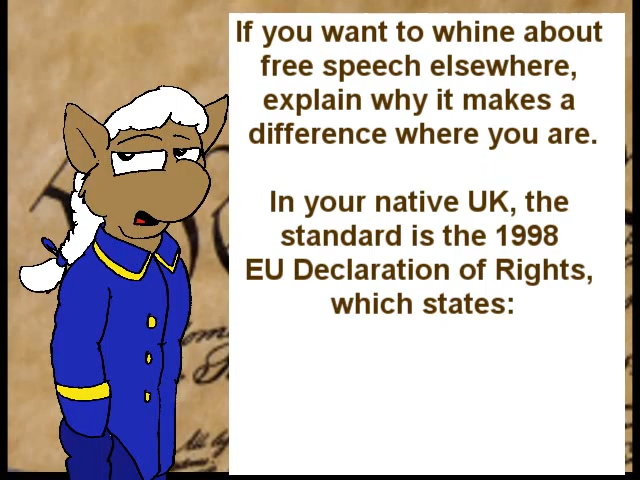 If you want to whine about
free speech elsewhere,
explain why it makes a
difference where you are.
In your native UK, the
standard is the 1998
EU Declaration of Rights,
which states: